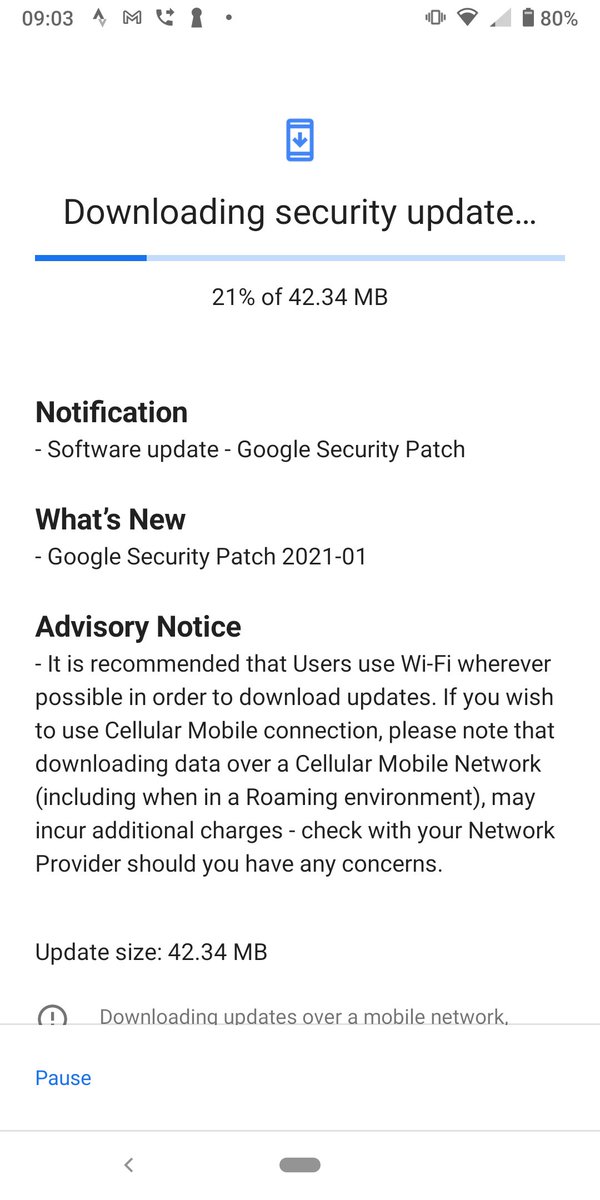 09:03 80%
Downloading security update…
21% of 42.34 MB
Notification
- Software update - Google Security Patch
What’s New
- Google Security Patch 2021-01
Advisory Notice
- It is recommended that Users use Wi-Fi wherever
possible in order to download updates. If you wish
to use Cellular Mobile connection, please note that
downloading data over a Cellular Mobile Network
(including when in a Roaming environment), may
incur additional charges - check with your Network
Provider should you have any concerns.
Update size: 42.34 MB
Downloading updates over a mobile network,
Pause